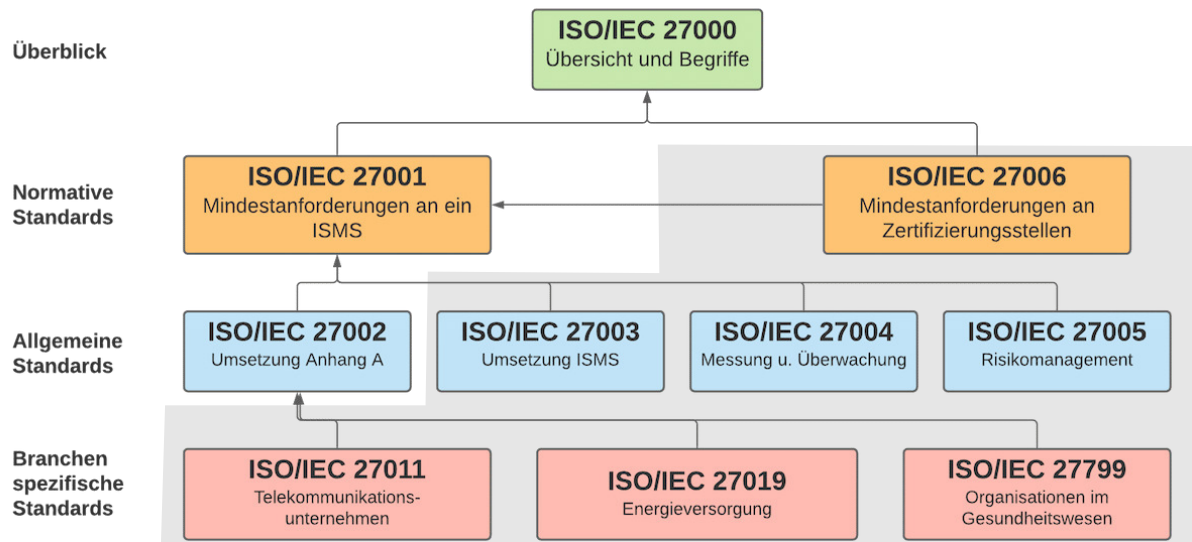 Überblick
ISO/IEC 27000
Übersicht und Begriffe
Normative
Standards
ISO/IEC 27001
Mindestanforderungen an ein
ISMS
ISO/IEC 27006
Mindestanforderungen an
Zertifizierungsstellen
Allgemeine
Standards
ISO/IEC 27002
Umsetzung Anhang A
ISO/IEC 27003
Umsetzung ISMS
ISO/IEC 27004
Messung u. Überwachung
ISO/IEC 27005
Risikomanagement
Branchen
spezifische
Standards
ISO/IEC 27011
Telekommunikations-
unternehmen
ISO/IEC 27019
Energieversorgung
ISO/IEC 27799
Organisationen im
Gesundheitswesen